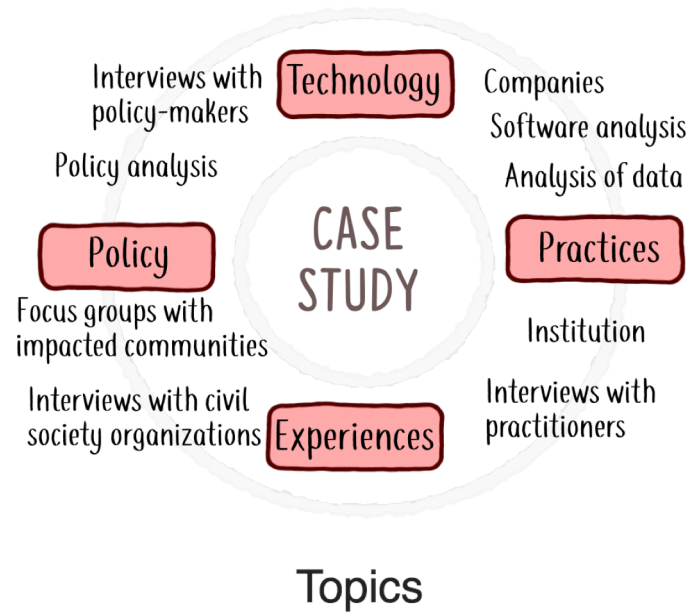 Technology
Interviews with
policy-makers
Companies
Software analysis
Policy analysis
Analysis of data
CASE
STUDY
Policy
Practices
Focus groups with
impacted communities
Institution
Interviews with civil
society organizations
Interviews with
practitioners
Experiences
Topics